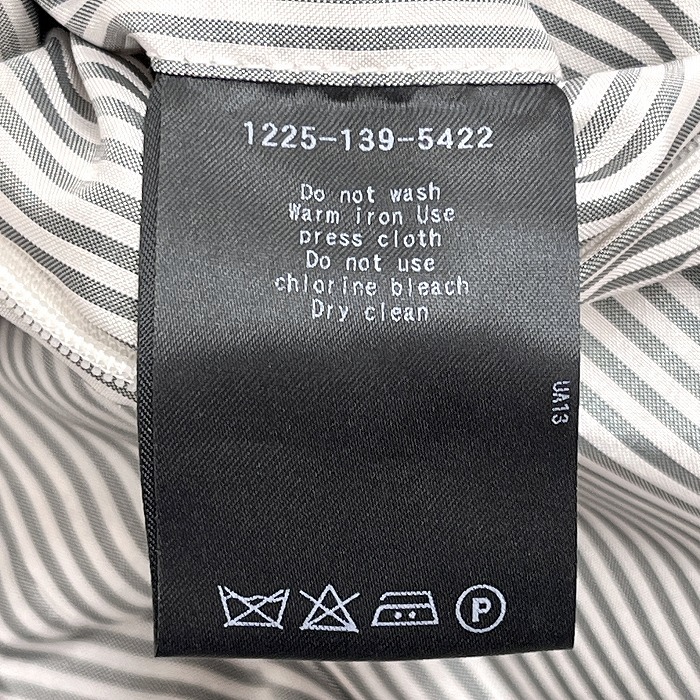 1225-139-5422
Do not wash
Warm iron Use
press cloth
Do not use
chlorine bleach
Dry clean
UA13
P